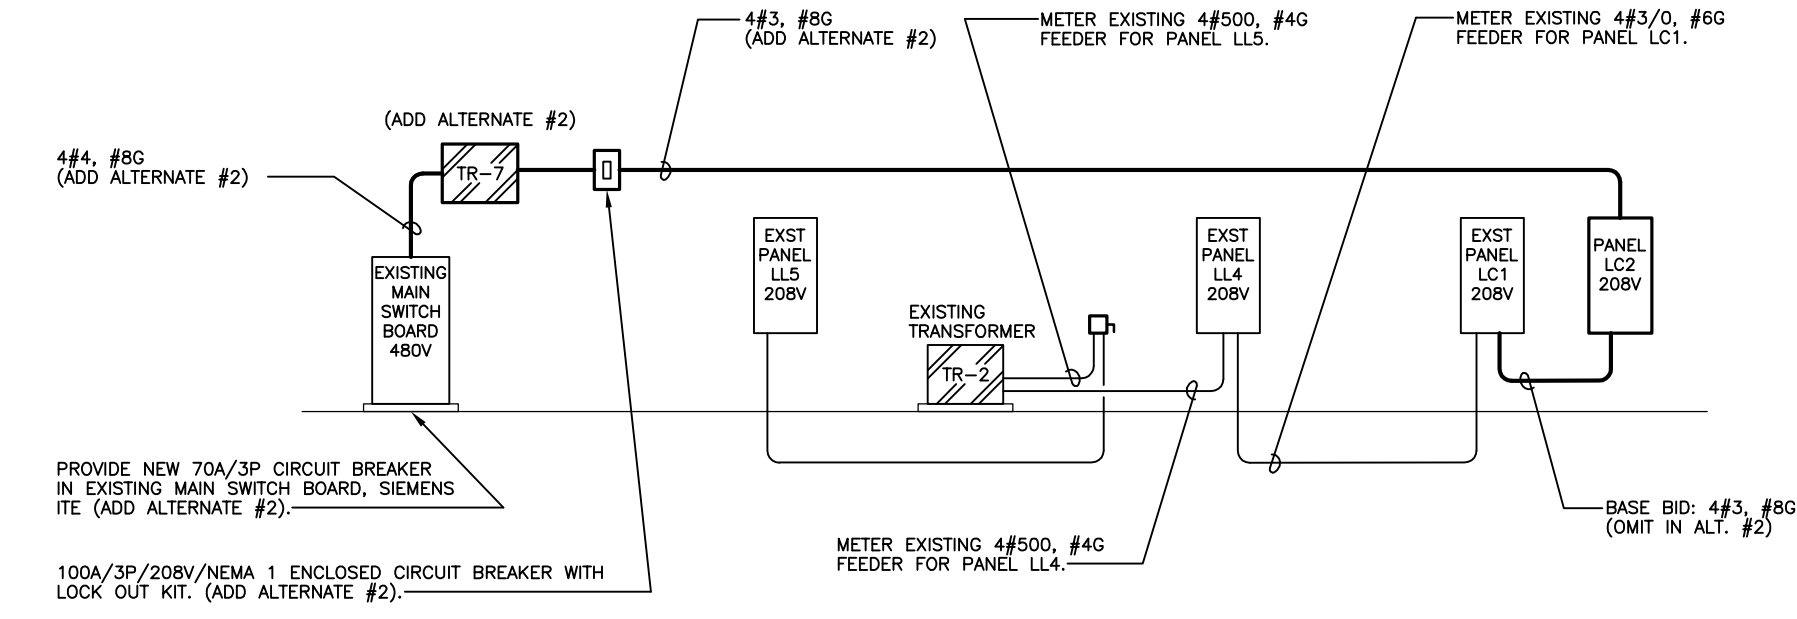 4#3, #8G
(ADD ALTERNATE #2)
METER EXISTING 4#500, #4G
FEEDER FOR PANEL LL5.
METER EXISTING 4#3/0, #6G
FEEDER FOR PANEL LC1.
(ADD ALTERNATE #2)
4#4, #8G
(ADD ALTERNATE #2)
TR-7
EXISTING
MAIN
SWITCH
BOARD
480V
EXST
PANEL
LL5
208V
EXISTING
TRANSFORMER
TR-2
EXST
PANEL
LL4
208V
EXST
PANEL
LC1
208V
PANEL
LC2
208V
PROVIDE NEW 70A/3P CIRCUIT BREAKER
IN EXISTING MAIN SWITCH BOARD, SIEMENS
ITE (ADD ALTERNATE #2).
BASE BID: 4#3, #8G
(OMIT IN ALT. #2)
METER EXISTING 4#500, #4G
FEEDER FOR PANEL LL4.
100A/3P/208V/NEMA 1 ENCLOSED CIRCUIT BREAKER WITH
LOCK OUT KIT. (ADD ALTERNATE #2).